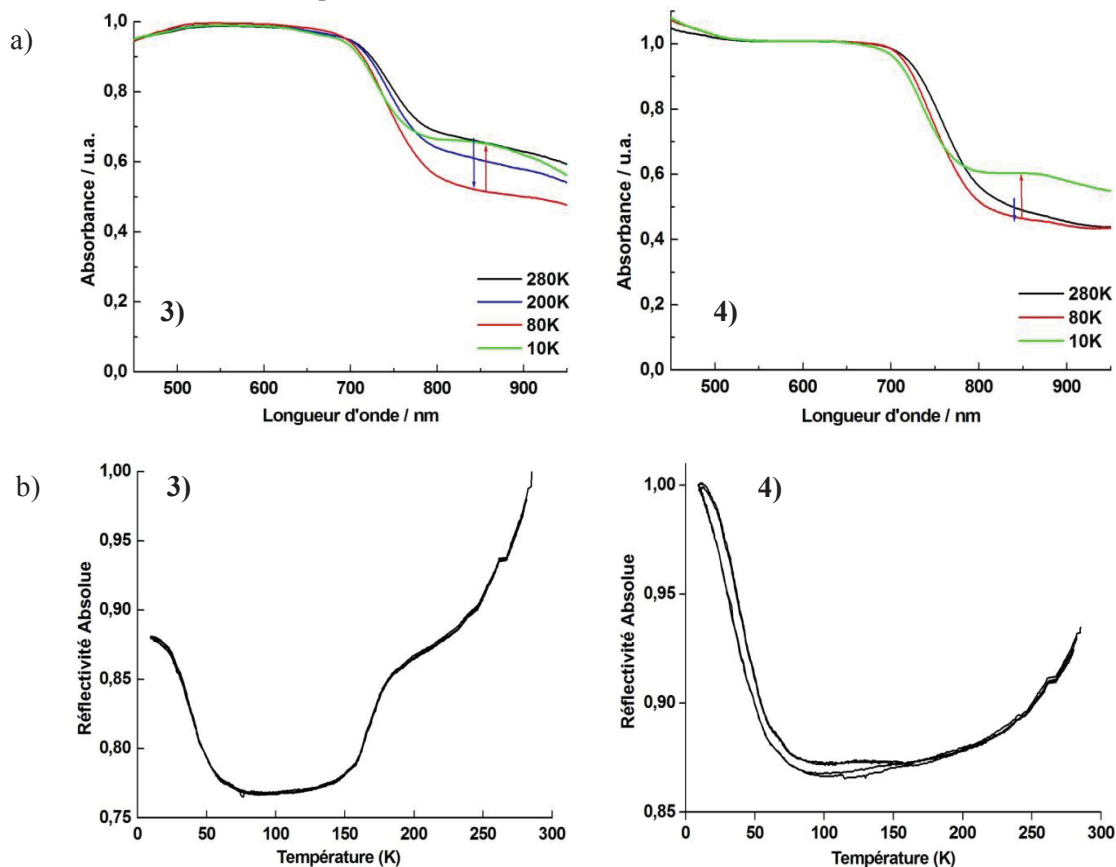 a)
1,0
0,8
0,6
0,4
0,2
0,0
Absorbance / u.a.
3)
280K
200K
80K
10K
500 600 700 800 900
Longueur d'onde / nm
1,0
0,8
0,6
0,4
0,2
0,0
Absorbance / u.a.
4)
280K
80K
10K
500 600 700 800 900
Longueur d'onde / nm
b)
3)
1,00
0,95
0,90
0,85
0,80
0,75
Réflectivité Absolue
0 50 100 150 200 250 300
Température (K)
4)
1,00
0,95
0,90
0,85
Réflectivité Absolue
0 50 100 150 200 250 300
Température (K)